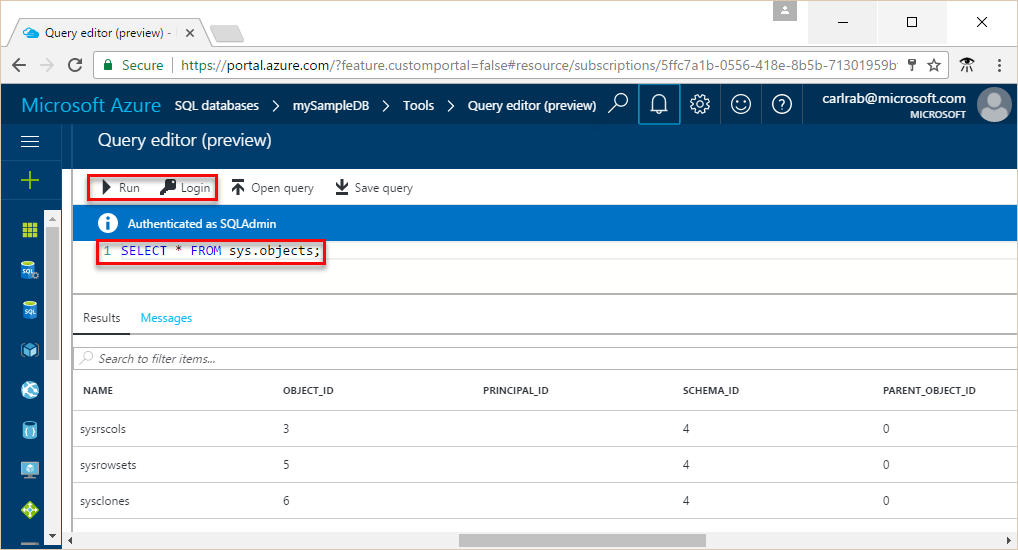 Query editor (preview) -
Secure
https://portal.azure.com/?feature.customportal=false#resource/subscriptions/5ffc7a1b-0556-418e-8b5b-71301959b
Microsoft Azure SQL databases > mySampleDB > Tools > Query editor (preview)
carlrab@microsoft.com
MICROSOFT
Query editor (preview)
Run Login Open query Save query
Authenticated as SQLAdmin
1 SELECT * FROM sys.objects;
SQL
SQL
Results Messages
Search to filter items...
NAME OBJECT_ID PRINCIPAL_ID SCHEMA_ID PARENT_OBJECT_ID
sysrscols 3 4 0
sysrowsets 5 4 0
sysclones 6 4 0